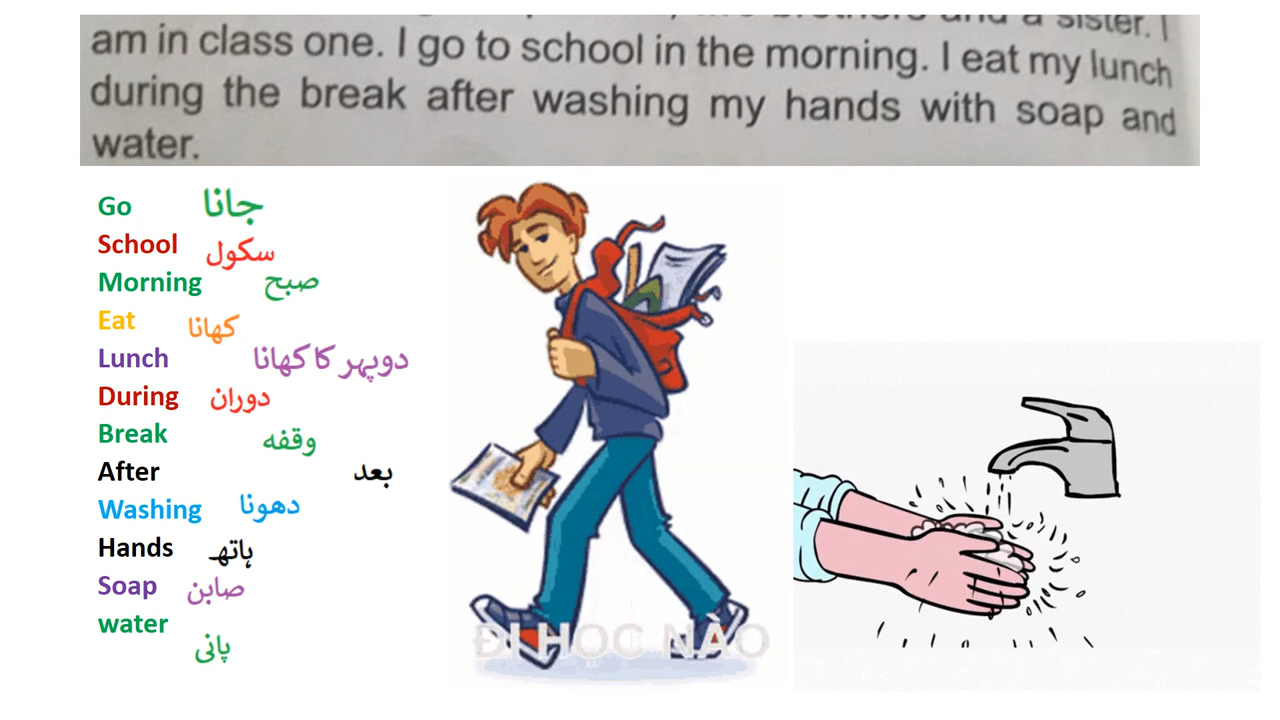 and a sister. I
am in class one. I go to school in the morning. I eat my lunch
during the break after washing my hands with soap and
water.
Go جانا
School سکول
Morning صبح
Eat کھانا
Lunch دوپہر کا کھانا
During دوران
Break وقفہ
After بعد
Washing دھونا
Hands ہاتھ
Soap صابن
water پانی
ĐI HỌC NÀO